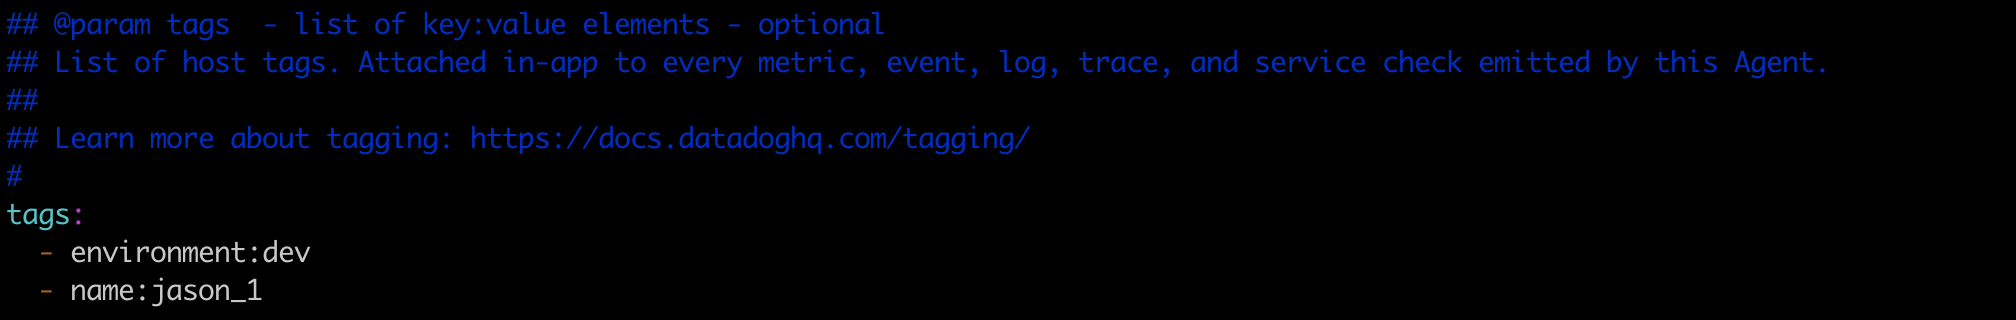 ## @param tags  - list of key:value elements - optional
## List of host tags. Attached in-app to every metric, event, log, trace, and service check emitted by this Agent.
##
## Learn more about tagging: https://docs.datadoghq.com/tagging/
#
tags:
  - environment:dev
  - name:jason_1